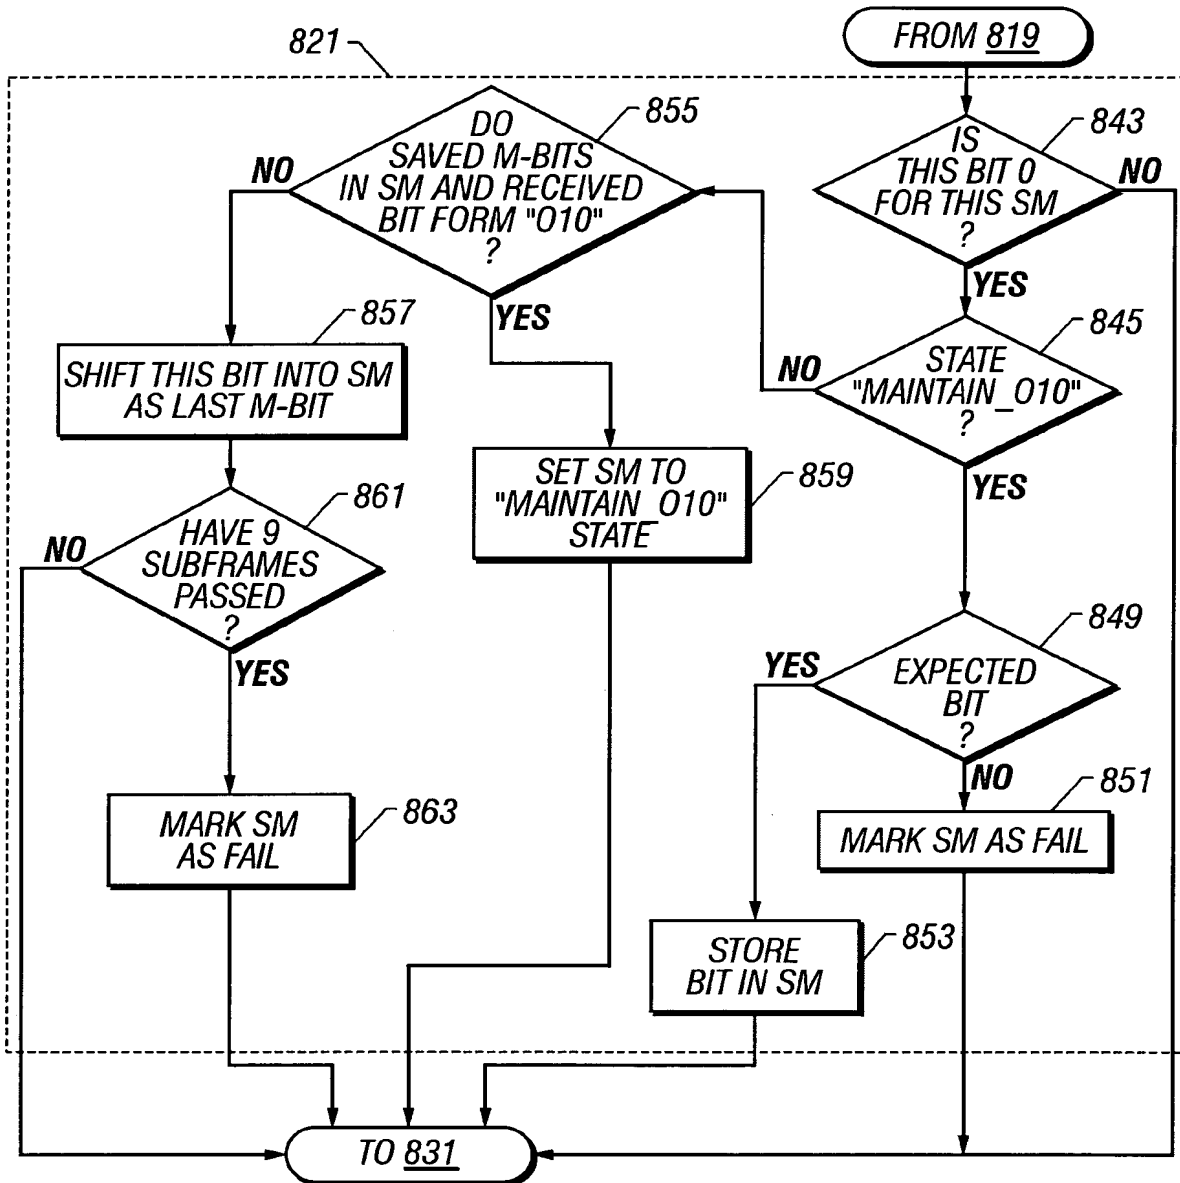 821
FROM 819
DO
SAVED M-BITS
IN SM AND RECEIVED
BIT FORM "010"
?
855
NO
YES
IS
THIS BIT 0
FOR THIS SM
?
843
NO
YES
857
SHIFT THIS BIT INTO SM
AS LAST M-BIT
STATE
"MAINTAIN_010"
?
845
NO
YES
SET SM TO
"MAINTAIN_010"
STATE
859
HAVE 9
SUBFRAMES
PASSED
?
861
NO
YES
EXPECTED
BIT
?
849
YES
NO
MARK SM
AS FAIL
863
MARK SM AS FAIL
851
STORE
BIT IN SM
853
TO 831